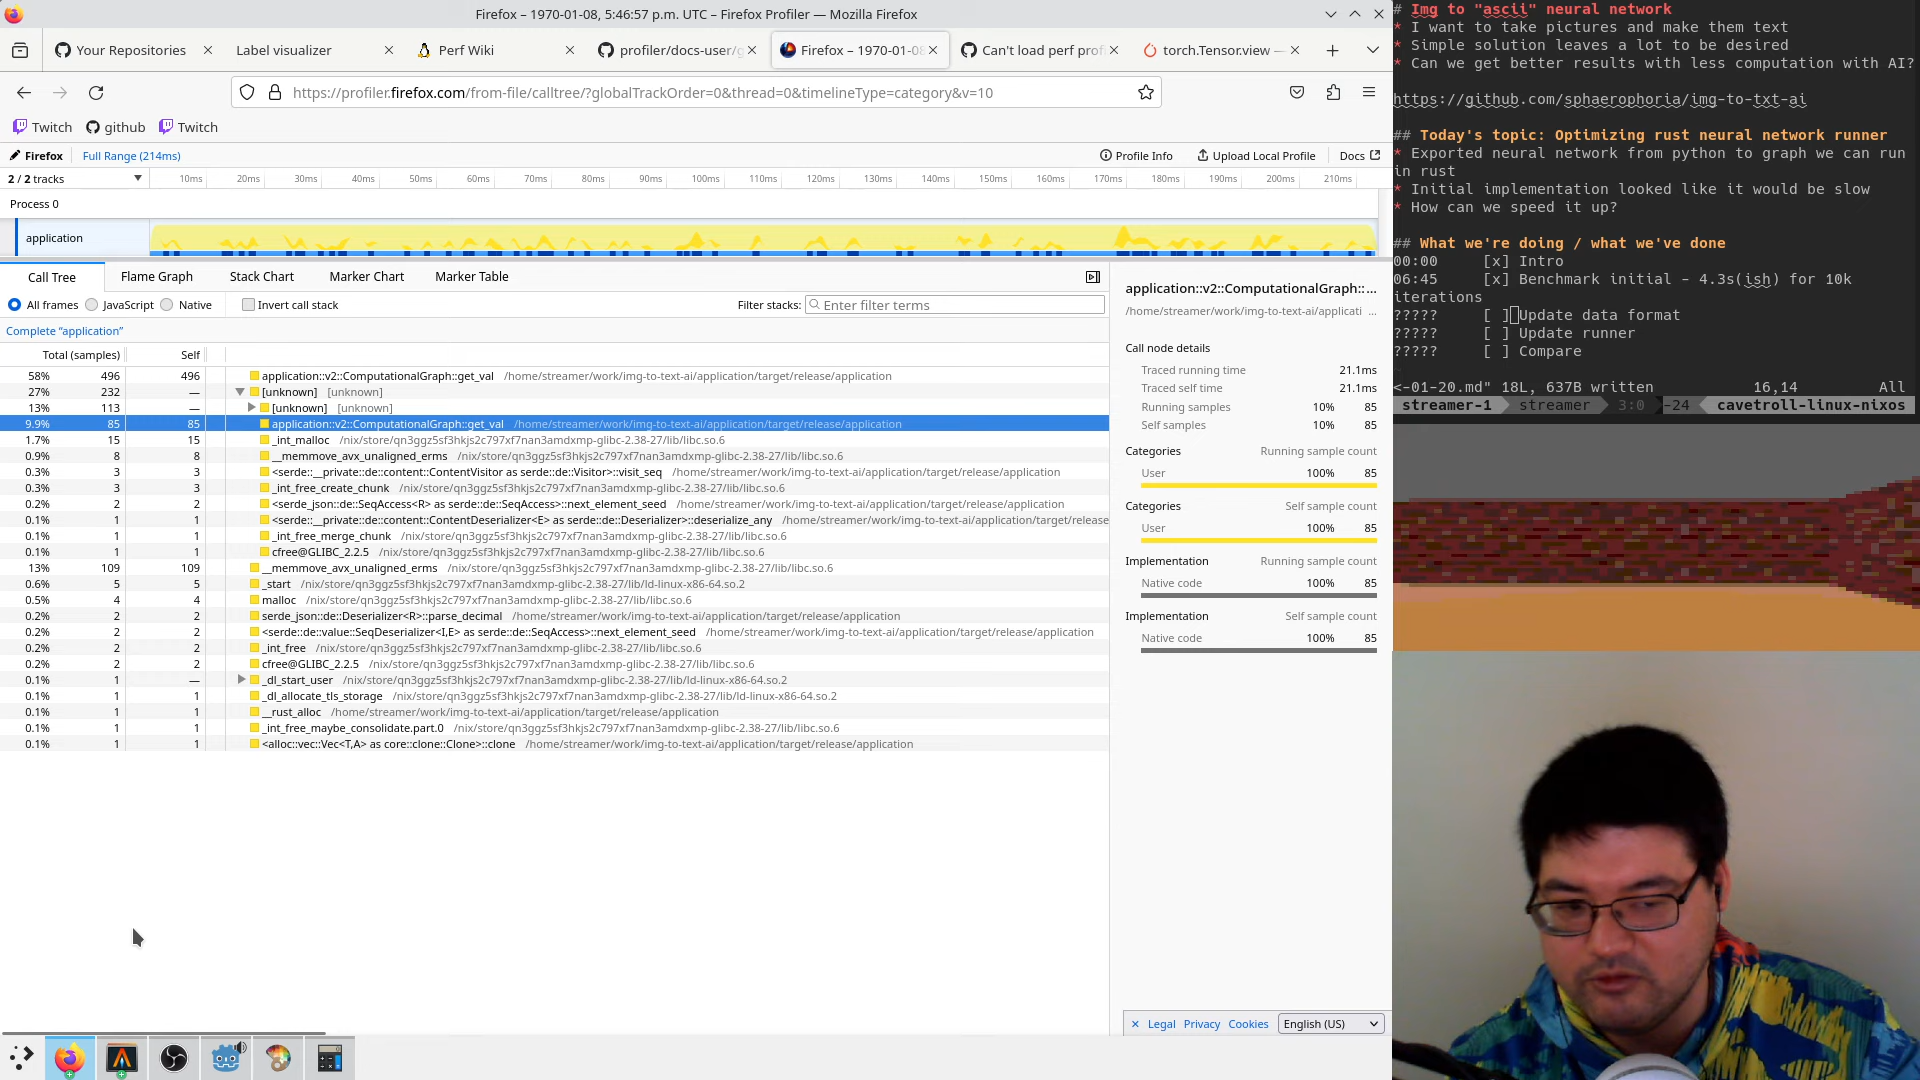 Firefox – 1970-01-08, 5:46:57 p.m. UTC – Firefox Profiler — Mozilla Firefox
Your Repositories
Label visualizer
Perf Wiki
profiler/docs-user/g
Firefox – 1970-01-08
Can't load perf prof
torch.Tensor.view —
https://profiler.firefox.com/from-file/calltree/?globalTrackOrder=0&thread=0&timelineType=category&v=10
Twitch github Twitch
Firefox Full Range (214ms) Profile Info Upload Local Profile Docs
2 / 2 tracks 10ms 20ms 30ms 40ms 50ms 60ms 70ms 80ms 90ms 100ms 110ms 120ms 130ms 140ms 150ms 160ms 170ms 180ms 190ms 200ms 210ms
Process 0
application
Call Tree Flame Graph Stack Chart Marker Chart Marker Table
All frames JavaScript Native Invert call stack Filter stacks: Enter filter terms
Complete “application”
Total (samples) Self
58% 496 496 application::v2::ComputationalGraph::get_val /home/streamer/work/img-to-text-ai/application/target/release/application
27% 232 — [unknown] [unknown]
13% 113 — [unknown] [unknown]
9.9% 85 85 application::v2::ComputationalGraph::get_val /home/streamer/work/img-to-text-ai/application/target/release/application
1.7% 15 15 _int_malloc /nix/store/qn3ggz5sf3hkjs2c797xf7nan3amdxmp-glibc-2.38-27/lib/libc.so.6
0.9% 8 8 __memmove_avx_unaligned_erms /nix/store/qn3ggz5sf3hkjs2c797xf7nan3amdxmp-glibc-2.38-27/lib/libc.so.6
0.3% 3 3 <serde::__private::de::content::ContentVisitor as serde::de::Visitor>::visit_seq /home/streamer/work/img-to-text-ai/application/target/release/application
0.3% 3 3 _int_free_create_chunk /nix/store/qn3ggz5sf3hkjs2c797xf7nan3amdxmp-glibc-2.38-27/lib/libc.so.6
0.2% 2 2 <serde_json::de::SeqAccess<R> as serde::de::SeqAccess>::next_element_seed /home/streamer/work/img-to-text-ai/application/target/release/application
0.1% 1 1 <serde::__private::de::content::ContentDeserializer<E> as serde::de::Deserializer>::deserialize_any /home/streamer/work/img-to-text-ai/application/target/release
0.1% 1 1 _int_free_merge_chunk /nix/store/qn3ggz5sf3hkjs2c797xf7nan3amdxmp-glibc-2.38-27/lib/libc.so.6
0.1% 1 1 cfree@GLIBC_2.2.5 /nix/store/qn3ggz5sf3hkjs2c797xf7nan3amdxmp-glibc-2.38-27/lib/libc.so.6
13% 109 109 __memmove_avx_unaligned_erms /nix/store/qn3ggz5sf3hkjs2c797xf7nan3amdxmp-glibc-2.38-27/lib/libc.so.6
0.6% 5 5 _start /nix/store/qn3ggz5sf3hkjs2c797xf7nan3amdxmp-glibc-2.38-27/lib/ld-linux-x86-64.so.2
0.5% 4 4 malloc /nix/store/qn3ggz5sf3hkjs2c797xf7nan3amdxmp-glibc-2.38-27/lib/libc.so.6
0.2% 2 2 serde_json::de::Deserializer<R>::parse_decimal /home/streamer/work/img-to-text-ai/application/target/release/application
0.2% 2 2 <serde::de::value::SeqDeserializer<I,E> as serde::de::SeqAccess>::next_element_seed /home/streamer/work/img-to-text-ai/application/target/release/application
0.2% 2 2 _int_free /nix/store/qn3ggz5sf3hkjs2c797xf7nan3amdxmp-glibc-2.38-27/lib/libc.so.6
0.2% 2 2 cfree@GLIBC_2.2.5 /nix/store/qn3ggz5sf3hkjs2c797xf7nan3amdxmp-glibc-2.38-27/lib/libc.so.6
0.1% 1 — _dl_start_user /nix/store/qn3ggz5sf3hkjs2c797xf7nan3amdxmp-glibc-2.38-27/lib/ld-linux-x86-64.so.2
0.1% 1 1 _dl_allocate_tls_storage /nix/store/qn3ggz5sf3hkjs2c797xf7nan3amdxmp-glibc-2.38-27/lib/ld-linux-x86-64.so.2
0.1% 1 1 __rust_alloc /home/streamer/work/img-to-text-ai/application/target/release/application
0.1% 1 1 _int_free_maybe_consolidate.part.0 /nix/store/qn3ggz5sf3hkjs2c797xf7nan3amdxmp-glibc-2.38-27/lib/libc.so.6
0.1% 1 1 <alloc::vec::Vec<T,A> as core::clone::Clone>::clone /home/streamer/work/img-to-text-ai/application/target/release/application
application::v2::ComputationalGraph::...
/home/streamer/work/img-to-text-ai/applicati ...
Call node details
Traced running time 21.1ms
Traced self time 21.1ms
Running samples 10% 85
Self samples 10% 85
Categories Running sample count
User 100% 85
Categories Self sample count
User 100% 85
Implementation Running sample count
Native code 100% 85
Implementation Self sample count
Native code 100% 85
Legal Privacy Cookies English (US)
# Img to "ascii" neural network
* I want to take pictures and make them text
* Simple solution leaves a lot to be desired
* Can we get better results with less computation with AI?
https://github.com/sphaerophoria/img-to-txt-ai
## Today's topic: Optimizing rust neural network runner
* Exported neural network from python to graph we can run
in rust
* Initial implementation looked like it would be slow
* How can we speed it up?
## What we're doing / what we've done
00:00 [x] Intro
06:45 [x] Benchmark initial - 4.3s(ish) for 10k
iterations
????? [ ] Update data format
????? [ ] Update runner
????? [ ] Compare
~
<-01-20.md" 18L, 637B written 16,14 All
streamer-1 streamer 3:0 -24 cavetroll-linux-nixos